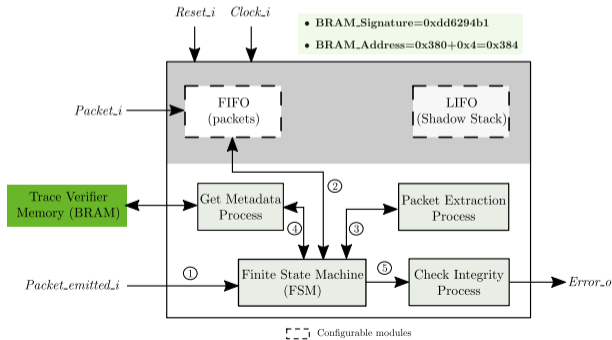 Reset_i
Clock_i
• BRAM_Signature=0xdd6294b1
• BRAM_Address=0x380+0x4=0x384
Packet_i
FIFO
(packets)
LIFO
(Shadow Stack)
②
Trace Verifier
Memory (BRAM)
Get Metadata
Process
Packet Extraction
Process
④
③
①
Packet_emitted_i
Finite State Machine
(FSM)
⑤
Check Integrity
Process
Error_o
Configurable modules